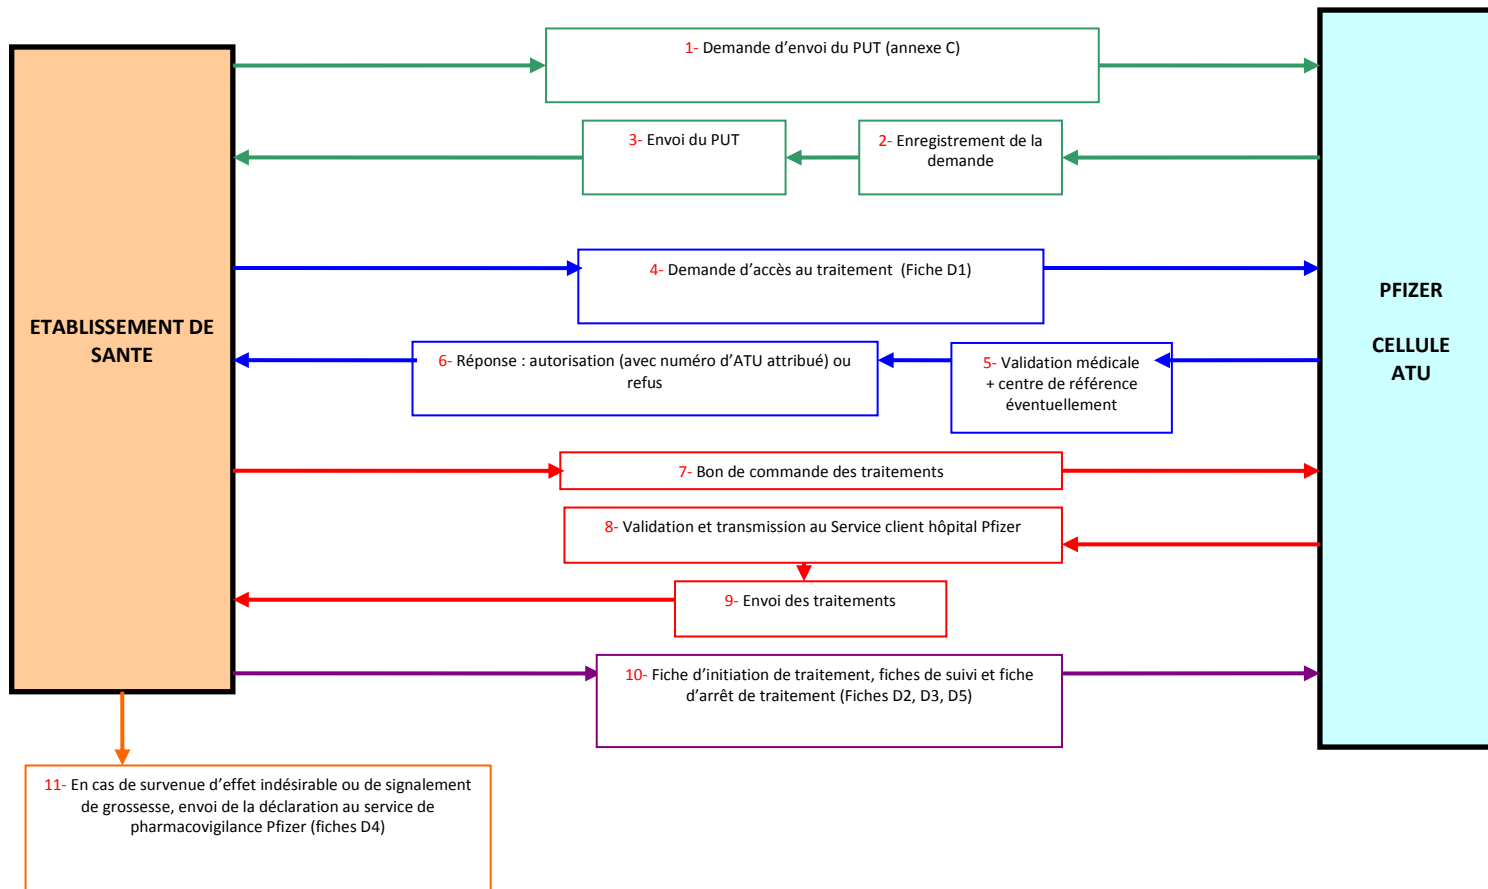 1- Demande d’envoi du PUT (annexe C)
3- Envoi du PUT
2- Enregistrement de la
demande
4- Demande d’accès au traitement (Fiche D1)
ETABLISSEMENT DE
SANTE
PFIZER
CELLULE
ATU
6- Réponse : autorisation (avec numéro d’ATU attribué) ou
refus
5- Validation médicale
+ centre de référence
éventuellement
7- Bon de commande des traitements
8- Validation et transmission au Service client hôpital Pfizer
9- Envoi des traitements
10- Fiche d’initiation de traitement, fiches de suivi et fiche
d’arrêt de traitement (Fiches D2, D3, D5)
11- En cas de survenue d’effet indésirable ou de signalement
de grossesse, envoi de la déclaration au service de
pharmacovigilance Pfizer (fiches D4)